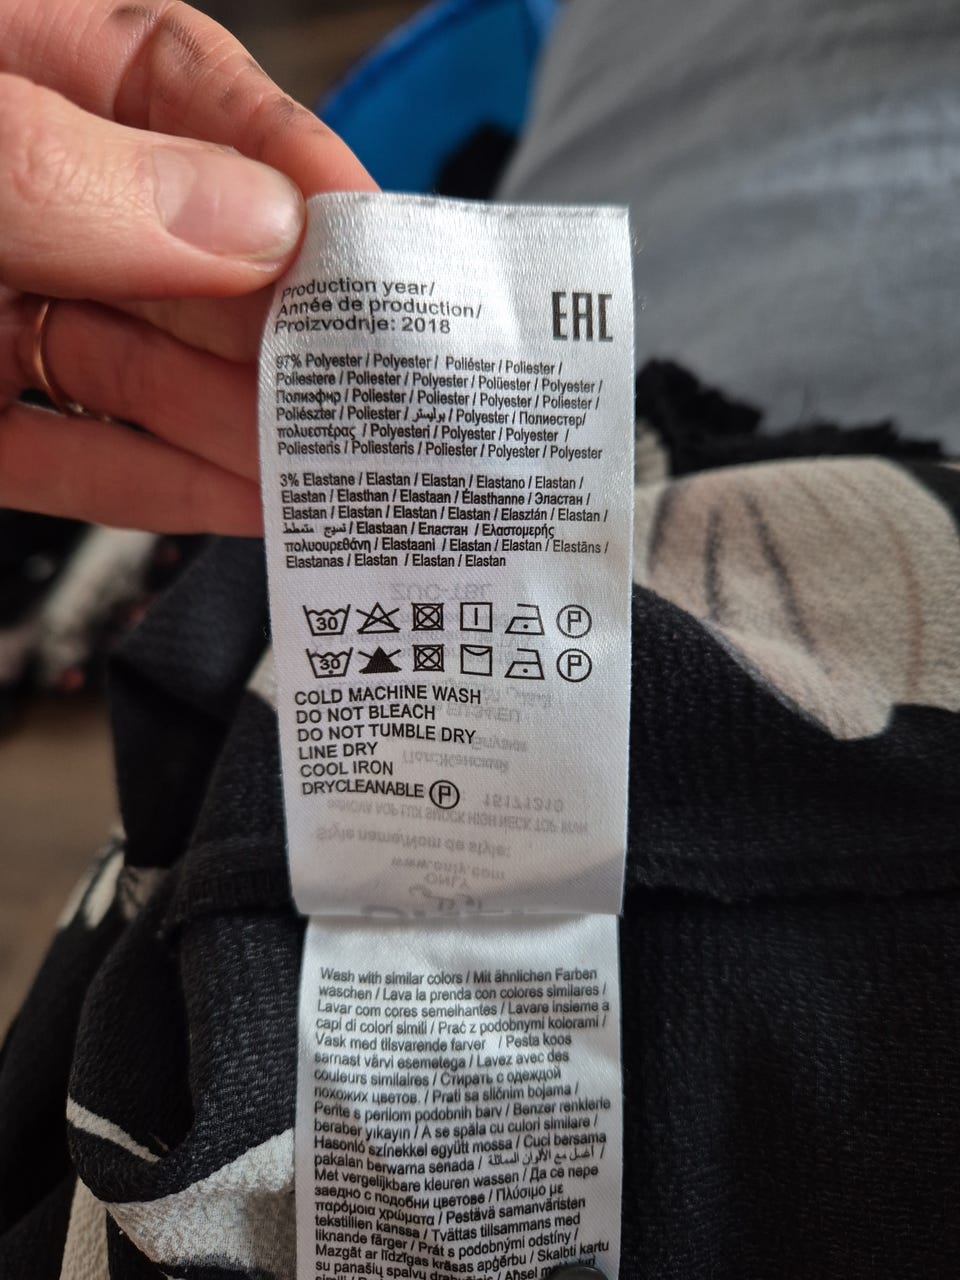 Production year/
Année de production/
Proizvodnje: 2018
EAC
97% Polyester / Polyester / Poliéster / Poliester /
Poliestere / Poliester / Polyester / Polüester / Polyester /
Полиэфир / Poliester / Polyester / Polyester / Poliester /
Poliészter / Poliester / بوليستر / Polyester / Полиестер/
πολυεστέρας / Polyesteri / Polyester / Polyester /
Poliesteris / Poliesteris / Poliester / Polyester / Polyester
3% Elastane / Elastan / Elastan / Elastano / Elastan /
Elastan / Elasthan / Elastaan / Élasthanne / Эластан /
Elastan / Elastan / Elastan / Elastan / Elasztán / Elastan /
نسيج متمطط / Elastaan / Еластан / Ελαστομερής
πολυουρεθάνη / Elastaani / Elastan / Elastan / Elastāns /
Elastanas / Elastan / Elastan / Elastan
30 P
30 P
COLD MACHINE WASH
DO NOT BLEACH
DO NOT TUMBLE DRY
LINE DRY
COOL IRON
DRYCLEANABLE P
Wash with similar colors / Mit ähnlichen Farben
waschen / Lava la prenda con colores similares /
Lavar com cores semelhantes / Lavare insieme a
capi di colori simili / Prać z podobnymi kolorami /
Vask med tilsvarende farver / Pesta koos
sarnast värvi esemetega / Lavez avec des
couleurs similaires / Стирать с одеждой
похожих цветов. / Prati sa sličnim bojama /
Perite s perilom podobnih barv / Benzer renklerle
beraber yıkayın / A se spăla cu culori similare /
Hasonló színekkel együtt mossa / Cuci bersama
pakaian berwarna senada / اغسل مع الألوان المماثلة /
Met vergelijkbare kleuren wassen / Да се пере
заедно с подобни цветове / Πλύσιμο με
παρόμοια χρώματα / Pestävä samanväristen
tekstiilien kanssa / Tvättas tillsammans med
liknande färger / Prát s podobnými odstíny /
Mazgāt ar līdzīgas krāsas apģērbu / Skalbti kartu
su panašių spalvų drabužiais / Ansel